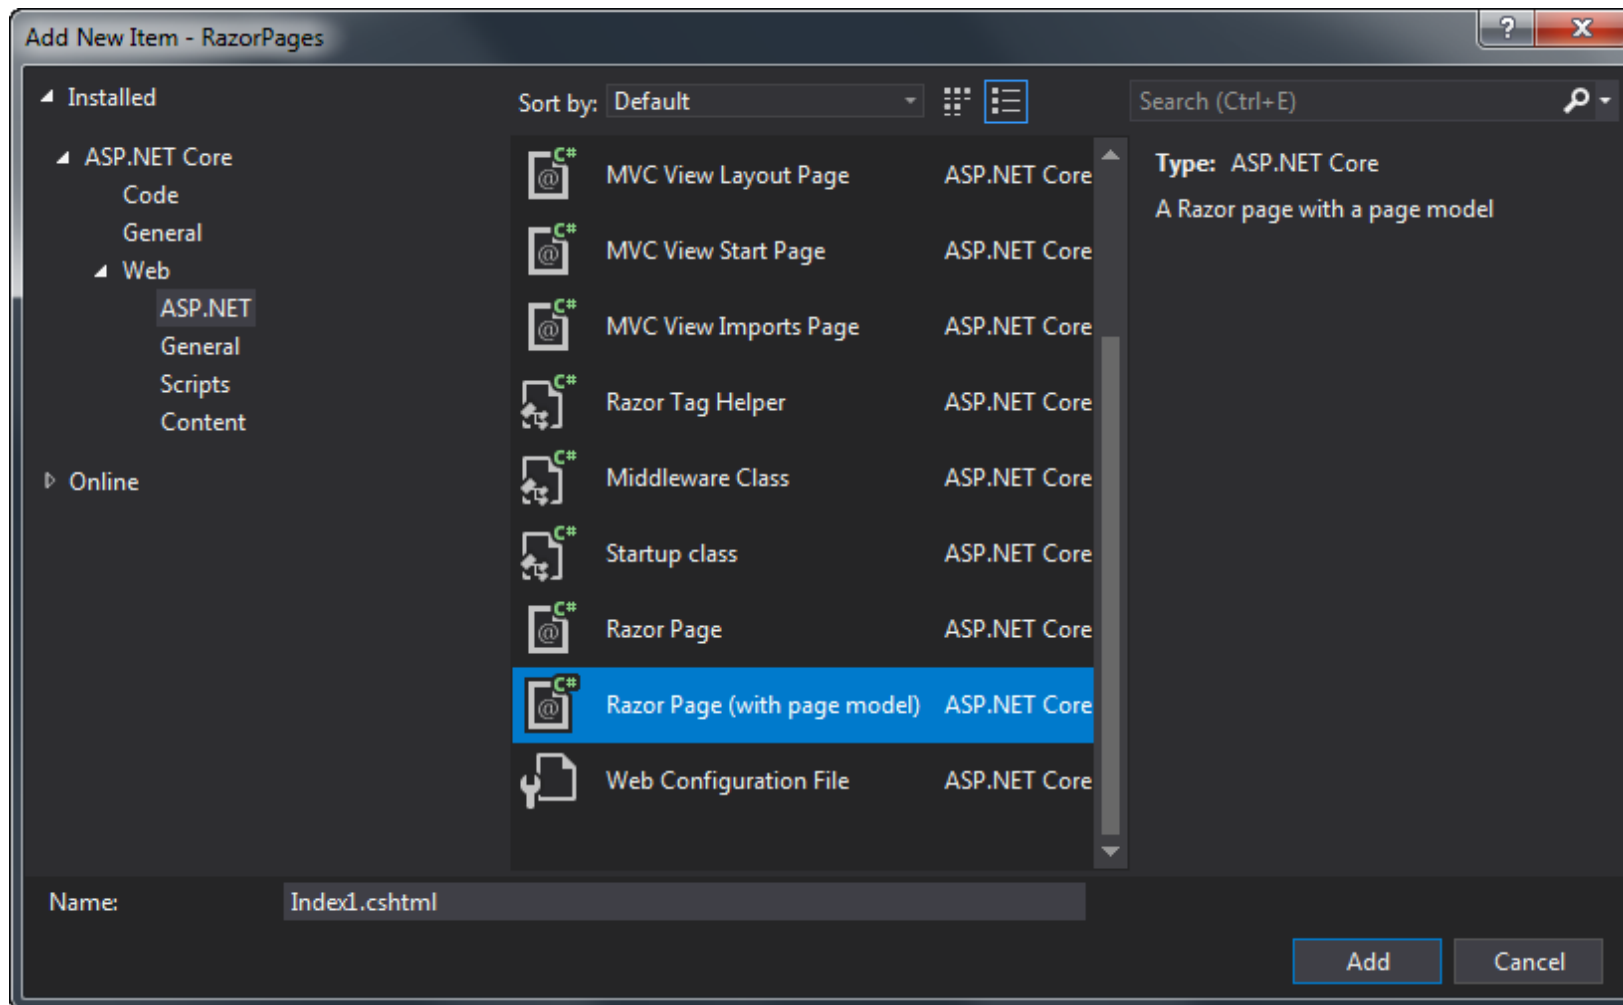 Add New Item - RazorPages
?
x
Installed
ASP.NET Core
Code
General
Web
ASP.NET
General
Scripts
Content
Online
Sort by: Default
C#
@
MVC View Layout Page ASP.NET Core
C#
@
MVC View Start Page ASP.NET Core
C#
@
MVC View Imports Page ASP.NET Core
C#
Razor Tag Helper ASP.NET Core
C#
Middleware Class ASP.NET Core
C#
Startup class ASP.NET Core
C#
@
Razor Page ASP.NET Core
C#
@
Razor Page (with page model) ASP.NET Core
Web Configuration File ASP.NET Core
Search (Ctrl+E)
Type: ASP.NET Core
A Razor page with a page model
Name: Index1.cshtml
Add Cancel